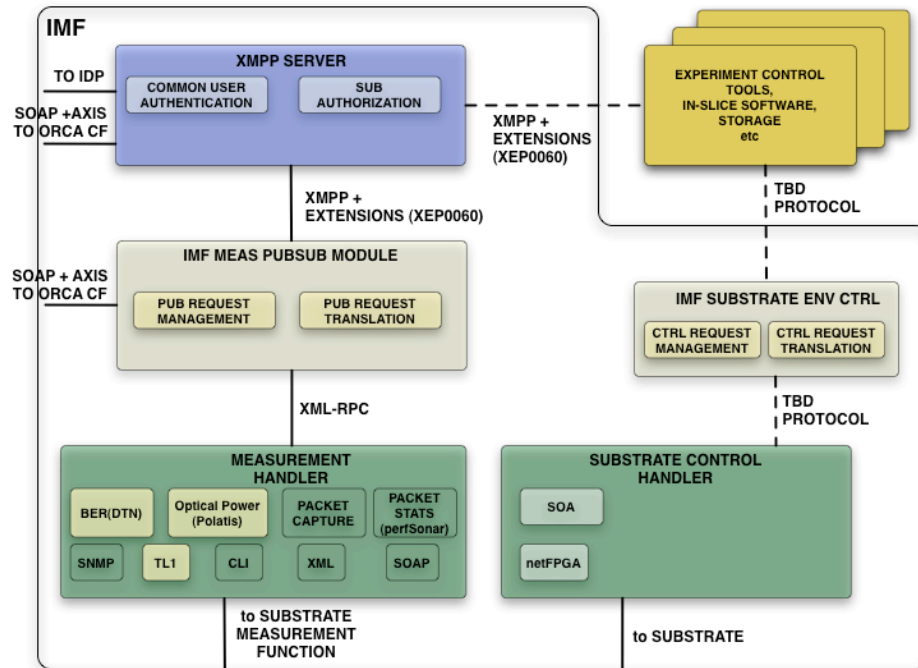 IMF
XMPP SERVER
COMMON USER
AUTHENTICATION
SUB
AUTHORIZATION
TO IDP
SOAP +AXIS
TO ORCA CF
EXPERIMENT CONTROL
TOOLS,
IN-SLICE SOFTWARE,
STORAGE
etc
XMPP +
EXTENSIONS
(XEP0060)
XMPP +
EXTENSIONS (XEP0060)
TBD
PROTOCOL
IMF MEAS PUBSUB MODULE
PUB REQUEST
MANAGEMENT
PUB REQUEST
TRANSLATION
SOAP + AXIS
TO ORCA CF
IMF SUBSTRATE ENV CTRL
CTRL REQUEST
MANAGEMENT
CTRL REQUEST
TRANSLATION
XML-RPC
TBD
PROTOCOL
MEASUREMENT
HANDLER
BER(DTN)
Optical Power
(Polatis)
PACKET
CAPTURE
PACKET
STATS
(perfSonar)
SNMP
TL1
CLI
XML
SOAP
SUBSTRATE CONTROL
HANDLER
SOA
netFPGA
to SUBSTRATE
MEASUREMENT
FUNCTION
to SUBSTRATE